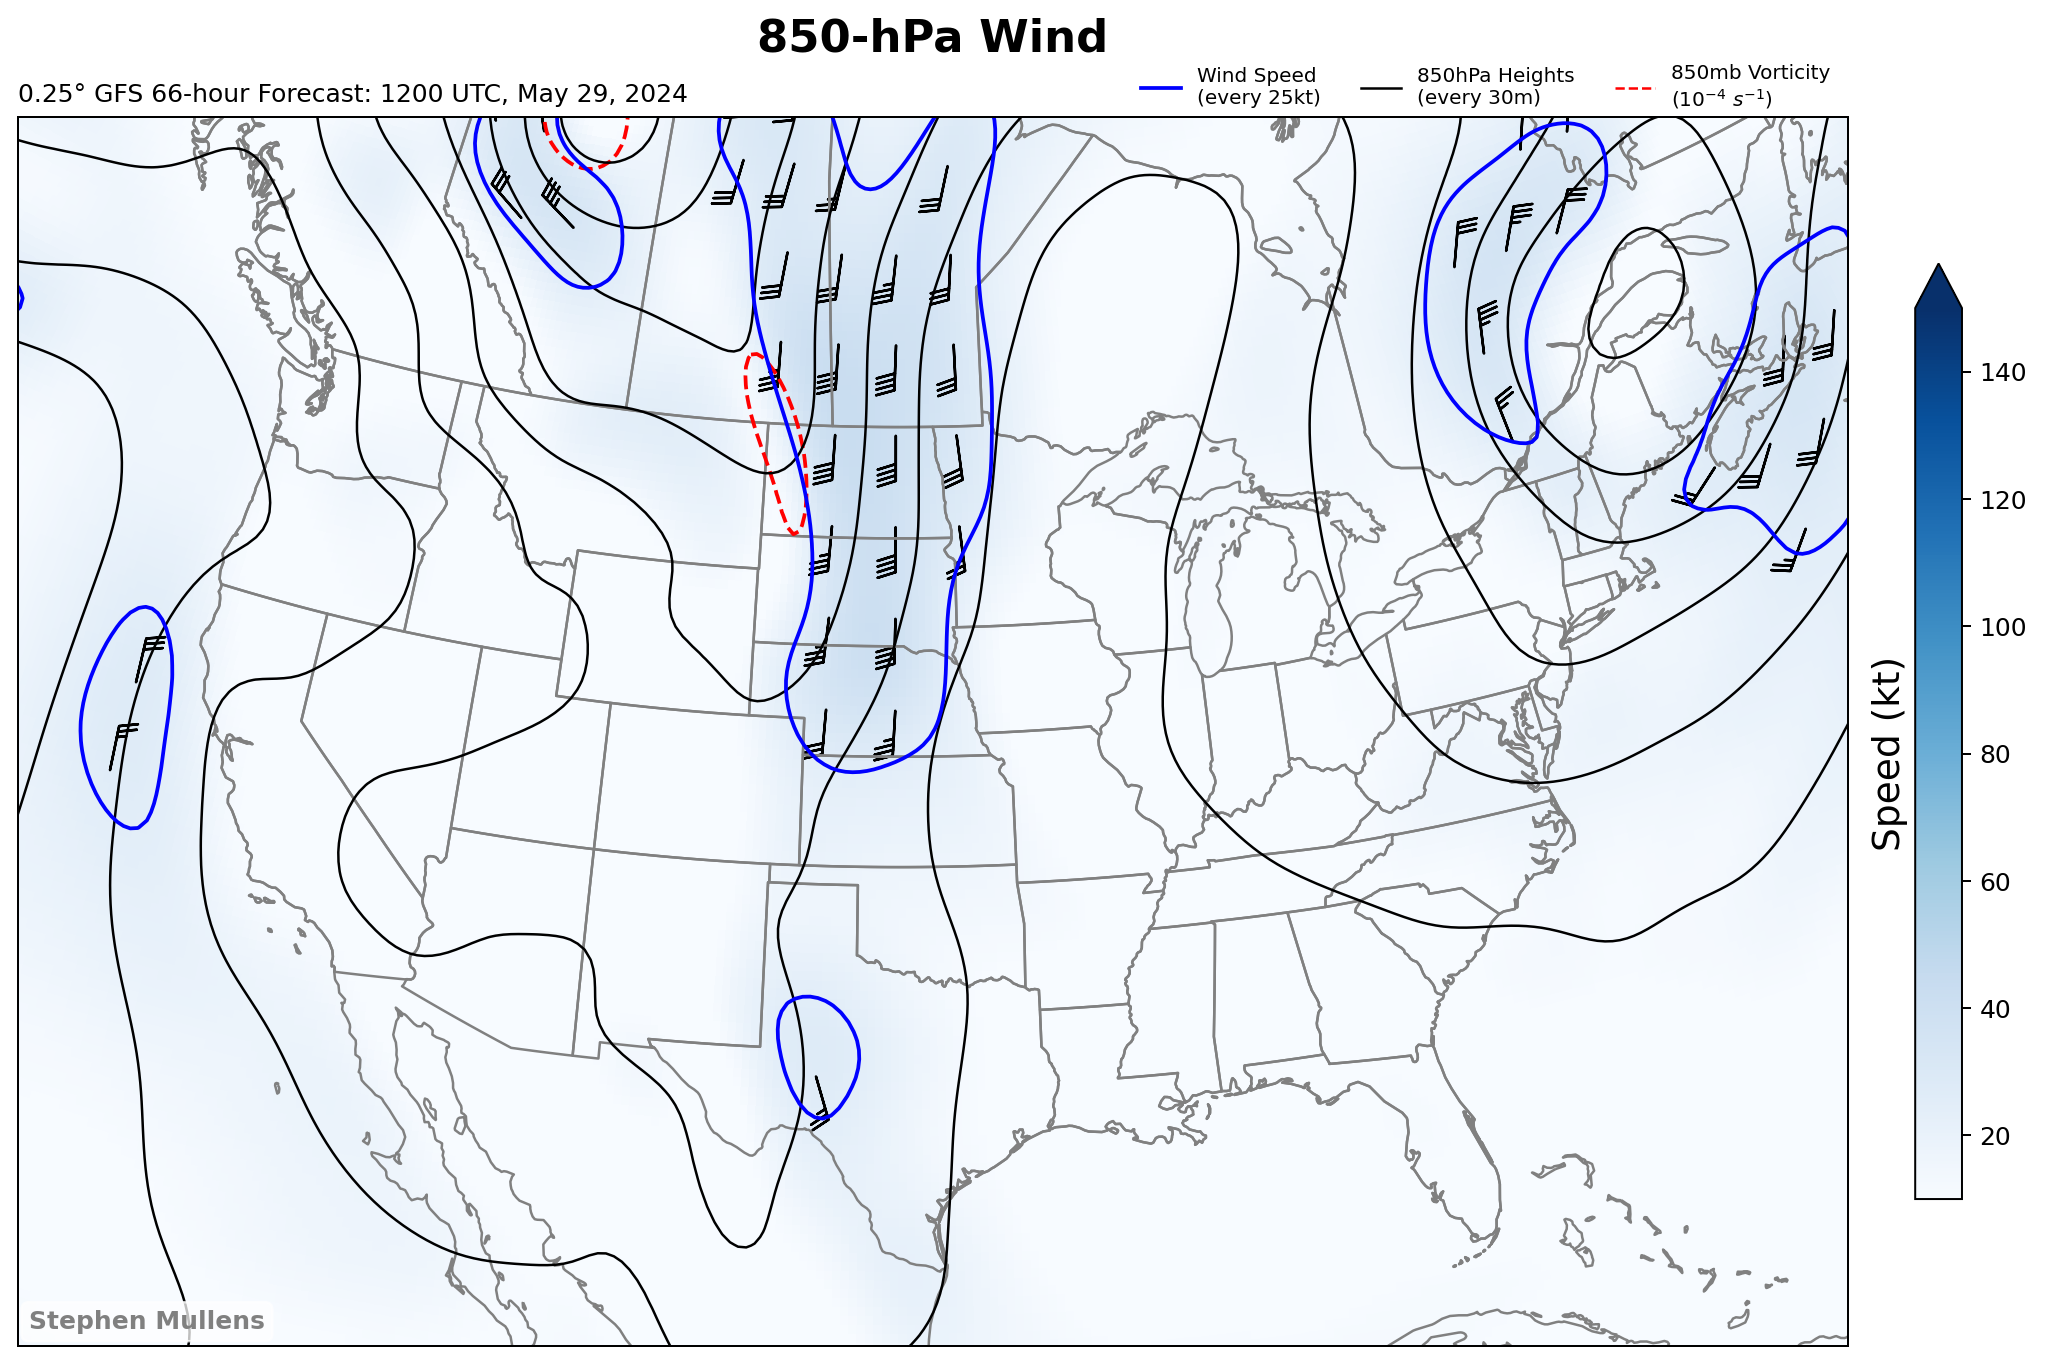 850-hPa Wind
0.25° GFS 66-hour Forecast: 1200 UTC, May 29, 2024
Wind Speed
(every 25kt)
850hPa Heights
(every 30m)
850mb Vorticity
(10⁻⁴ s⁻¹)
140
120
100
80
60
40
20
Speed (kt)
Stephen Mullens